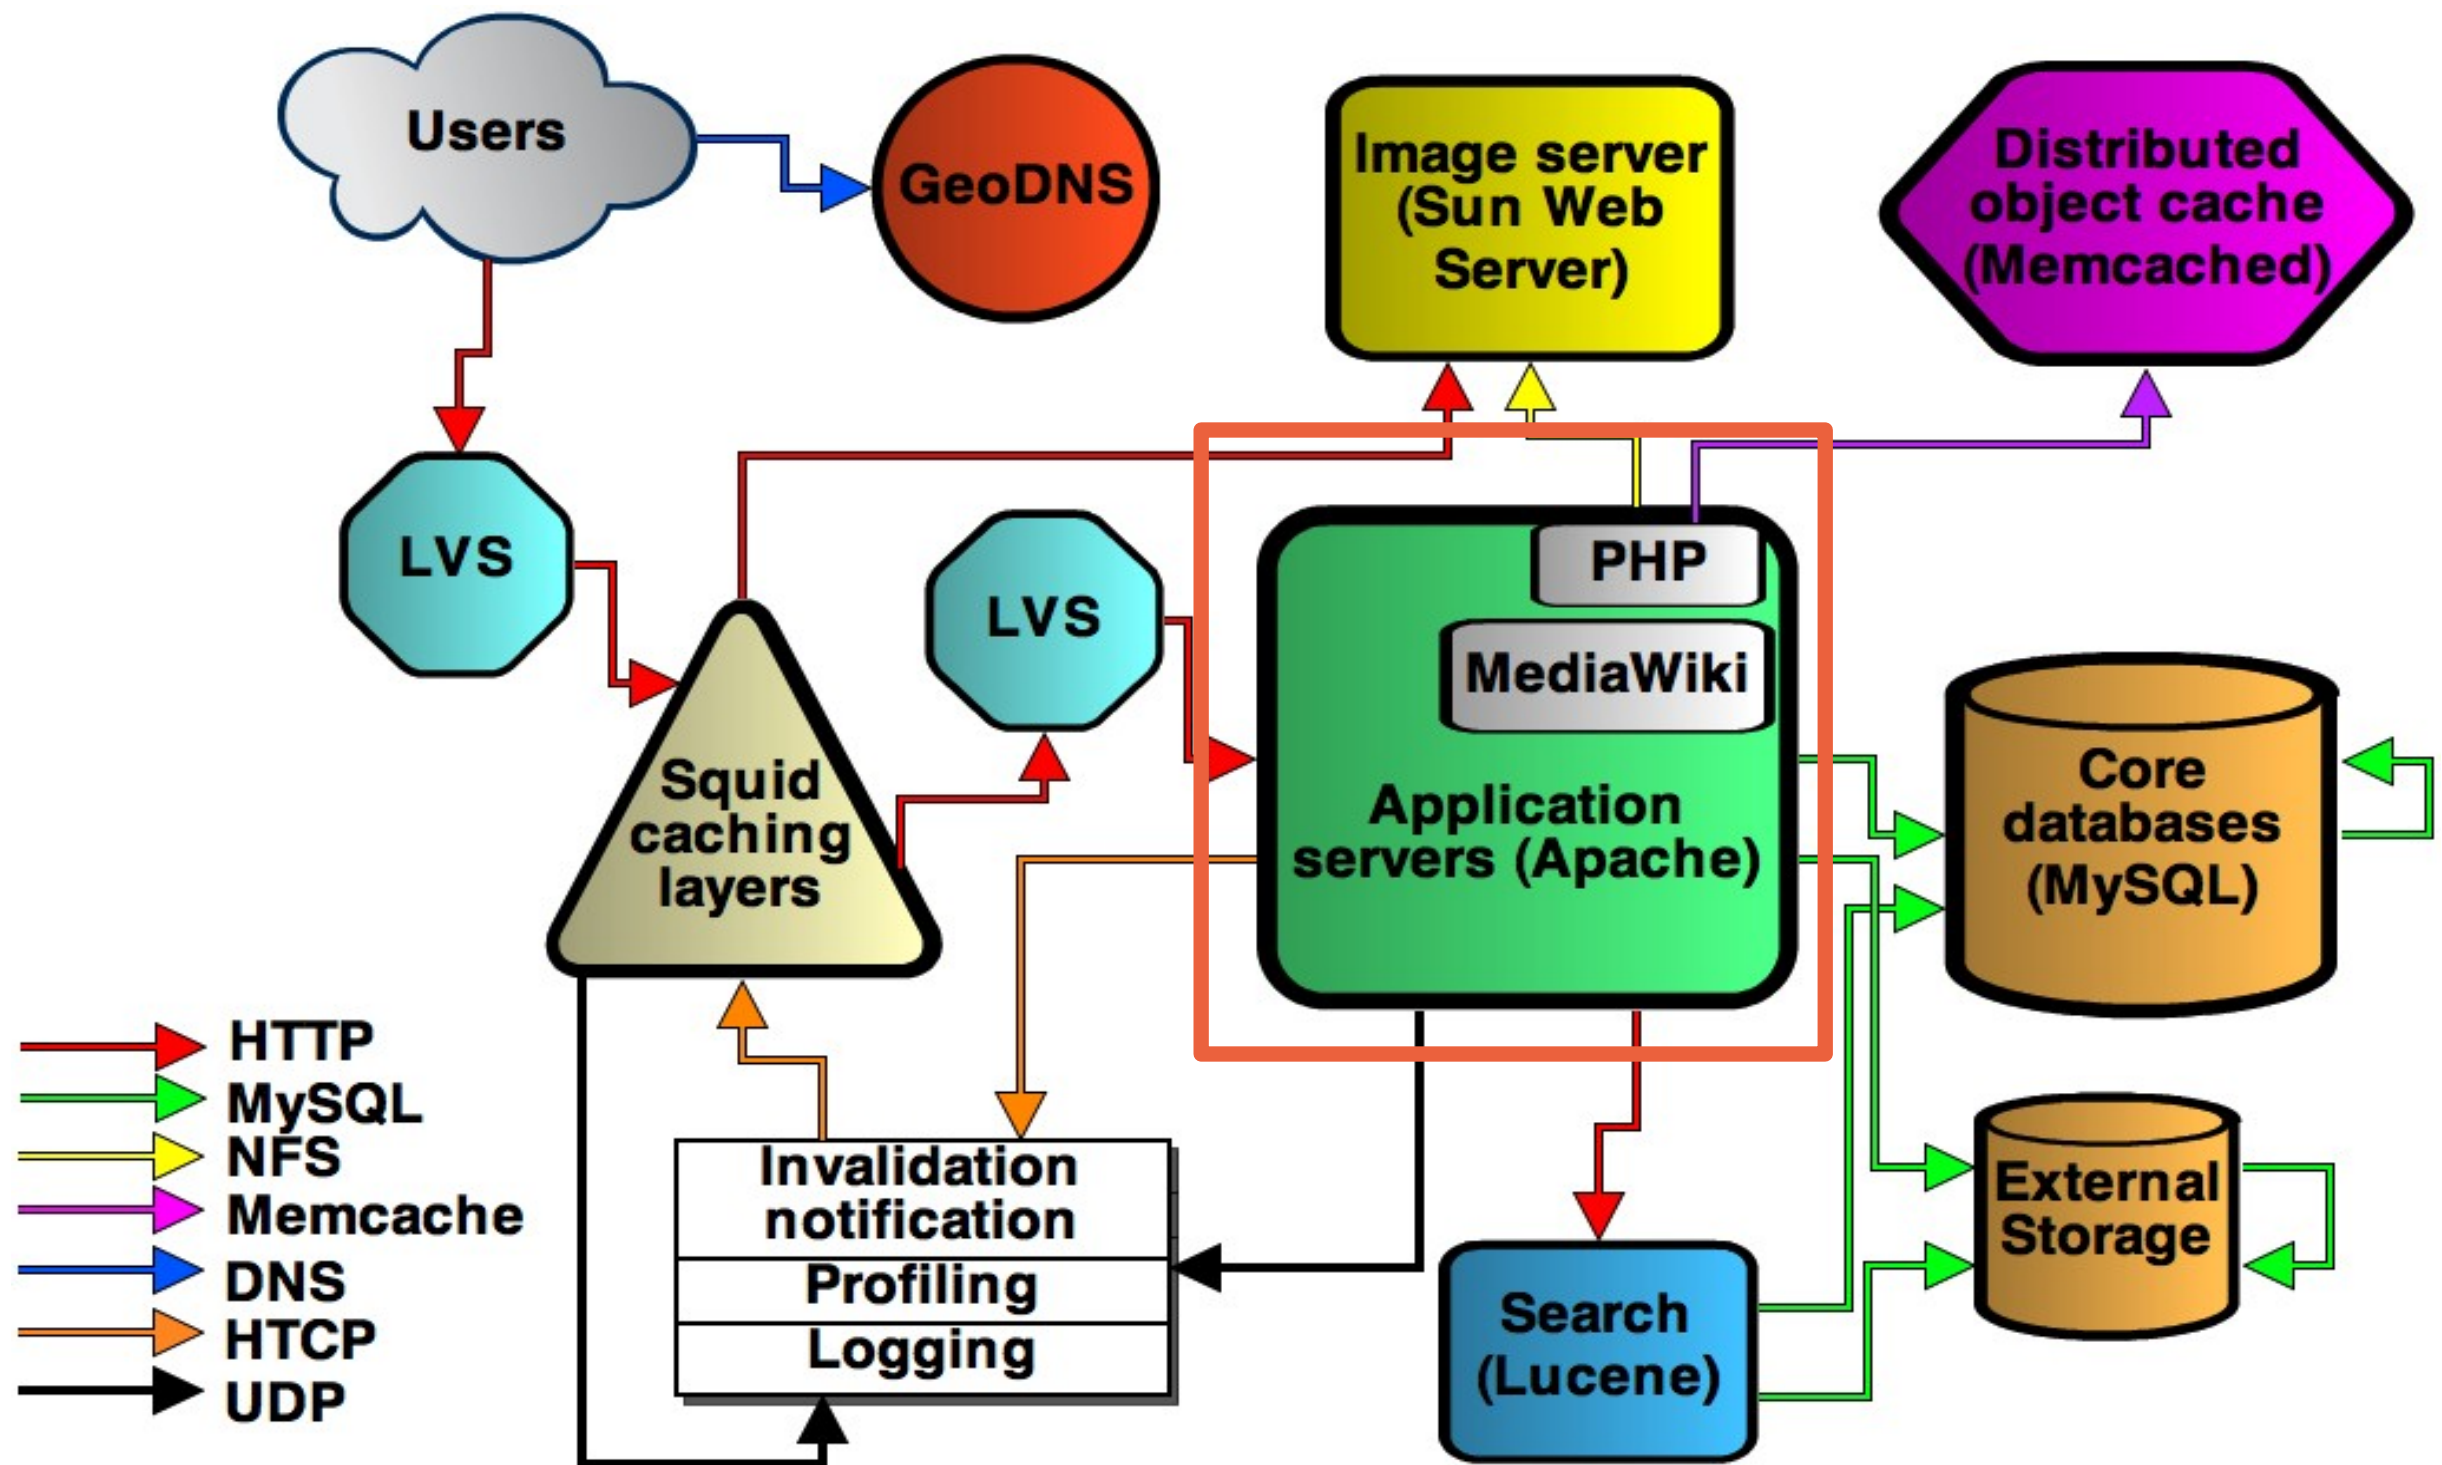 Users
GeoDNS
Image server
(Sun Web
Server)
Distributed
object cache
(Memcached)
LVS
LVS
PHP
MediaWiki
Application
servers (Apache)
Squid
caching
layers
Core
databases
(MySQL)
HTTP
MySQL
NFS
Memcache
DNS
HTCP
UDP
Invalidation
notification
Profiling
Logging
Search
(Lucene)
External
Storage